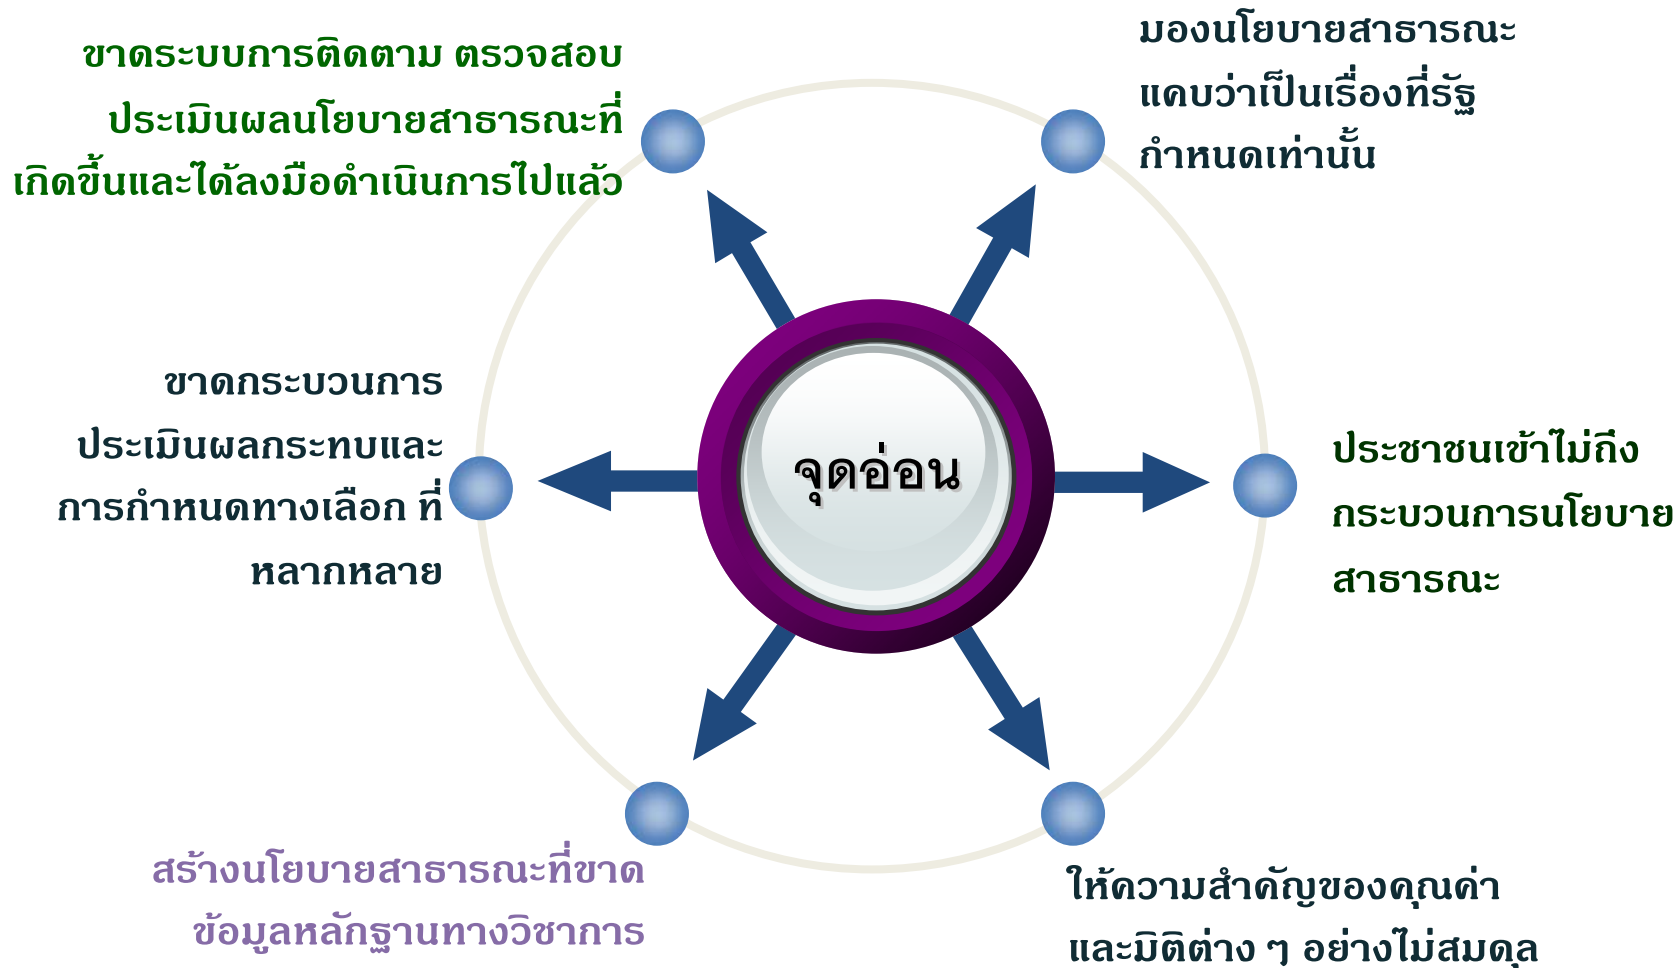 ขาดระบบการติดตาม ตรวจสอบ
ประเมินผลนโยบายสาธารณะที่
เกิดขึ้นและได้ลงมือดำเนินการไปแล้ว
มองนโยบายสาธารณะ
แคบว่าเป็นเรื่องที่รัฐ
กำหนดเท่านั้น
ขาดกระบวนการ
ประเมินผลกระทบและ
การกำหนดทางเลือก ที่
หลากหลาย
จุดอ่อน
ประชาชนเข้าไม่ถึง
กระบวนการนโยบาย
สาธารณะ
สร้างนโยบายสาธารณะที่ขาด
ข้อมูลหลักฐานทางวิชาการ
ให้ความสำคัญของคุณค่า
และมิติต่าง ๆ อย่างไม่สมดุล